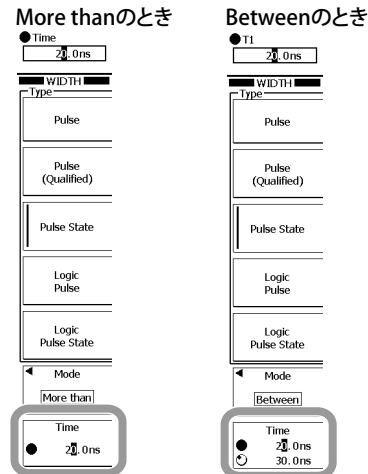 More thanのとき
Time
20.0ns
WIDTH
Type
Pulse
Pulse
(Qualified)
Pulse State
Logic
Pulse
Logic
Pulse State
Mode
More than
Time
20.0ns
Betweenのとき
T1
20.0ns
WIDTH
Type
Pulse
Pulse
(Qualified)
Pulse State
Logic
Pulse
Logic
Pulse State
Mode
Between
Time
20.0ns
30.0ns